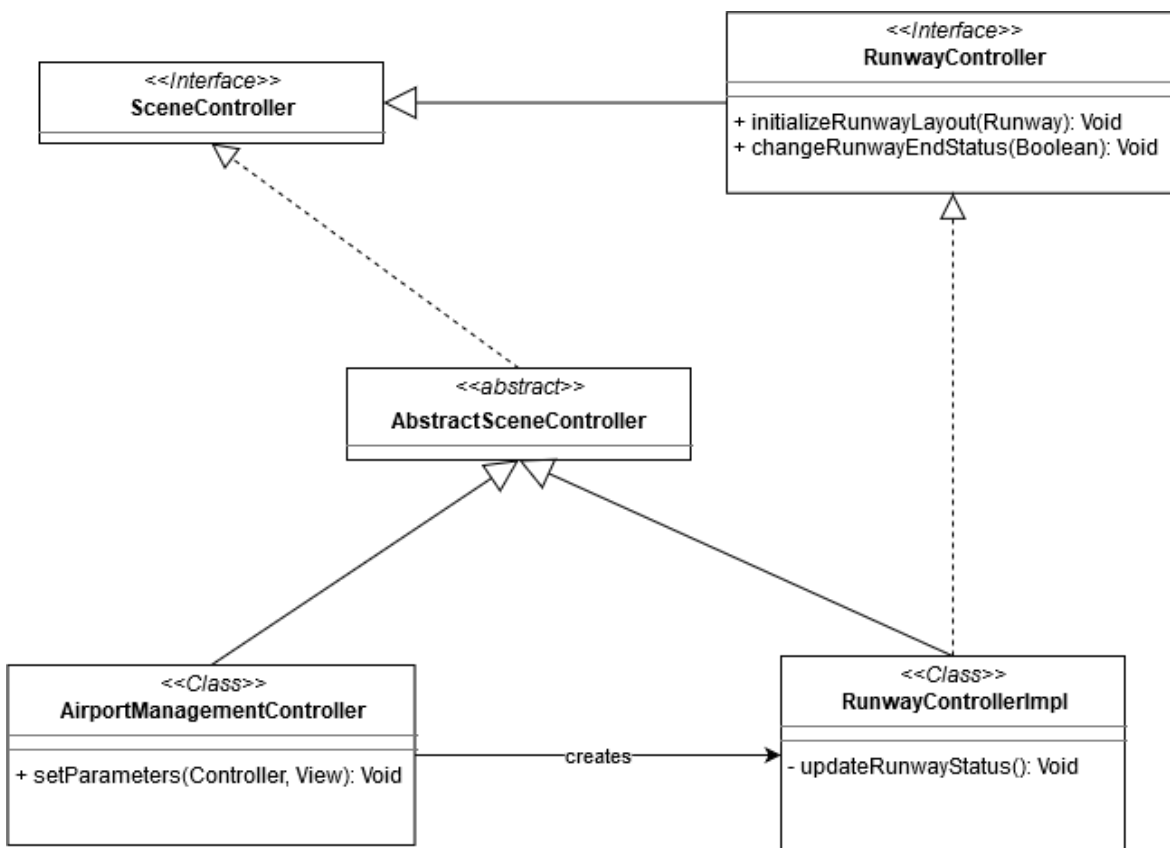 <<Interface>>
RunwayController
+ initializeRunwayLayout(Runway): Void
+ changeRunwayEndStatus(Boolean): Void
<<Interface>>
SceneController
<<abstract>>
AbstractSceneController
<<Class>>
AirportManagementController
+ setParameters(Controller, View): Void
creates
<<Class>>
RunwayControllerImpl
- updateRunwayStatus(): Void